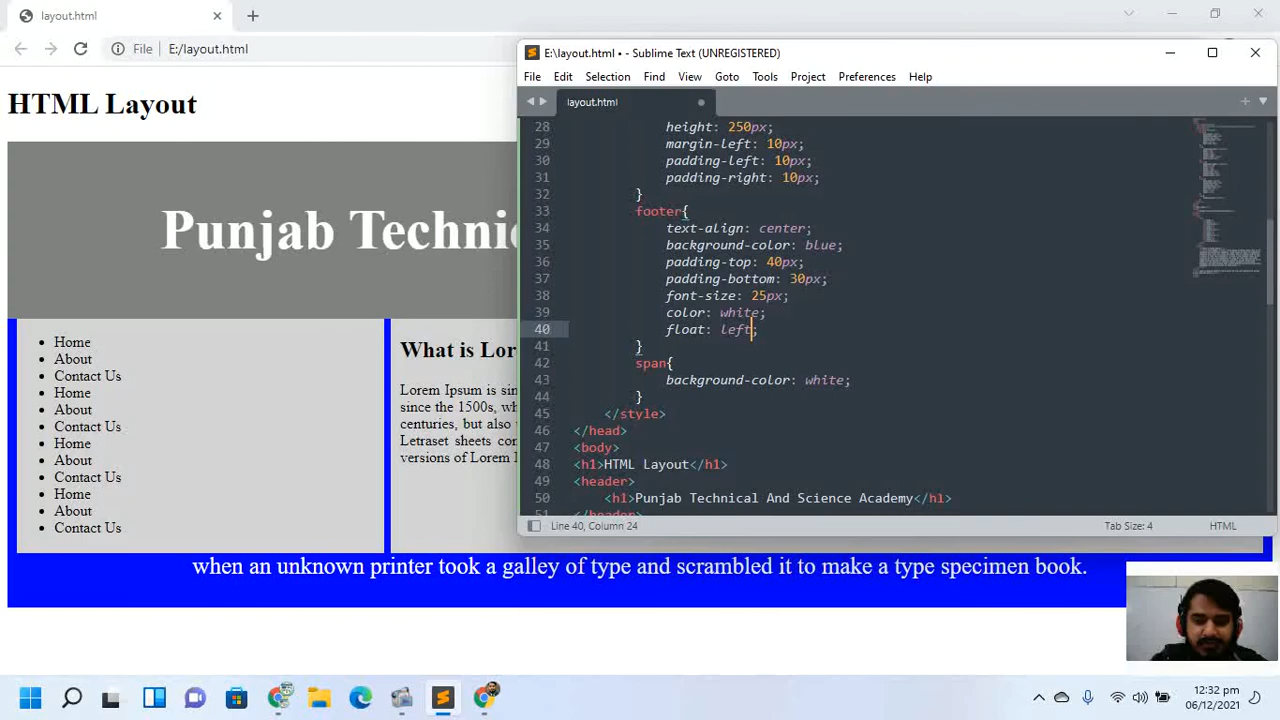 layout.html
File
E:/layout.html
HTML Layout
Punjab Technic
Home
About
Contact Us
Home
About
Contact Us
Home
About
Contact Us
Home
About
Contact Us
What is Lor
Lorem Ipsum is sin
since the 1500s, wh
centuries, but also
Letraset sheets con
versions of Lorem I
when an unknown printer took a galley of type and scrambled it to make a type specimen book.
E:\layout.html • - Sublime Text (UNREGISTERED)
File Edit Selection Find View Goto Tools Project Preferences Help
layout.html
28 height: 250px;
29 margin-left: 10px;
30 padding-left: 10px;
31 padding-right: 10px;
32 }
33 footer{
34 text-align: center;
35 background-color: blue;
36 padding-top: 40px;
37 padding-bottom: 30px;
38 font-size: 25px;
39 color: white;
40 float: left;
41 }
42 span{
43 background-color: white;
44 }
45 </style>
46 </head>
47 <body>
48 <h1>HTML Layout</h1>
49 <header>
50 <h1>Punjab Technical And Science Academy</h1>
51 </header>
Line 40, Column 24
Tab Size: 4
HTML
12:32 pm
06/12/2021